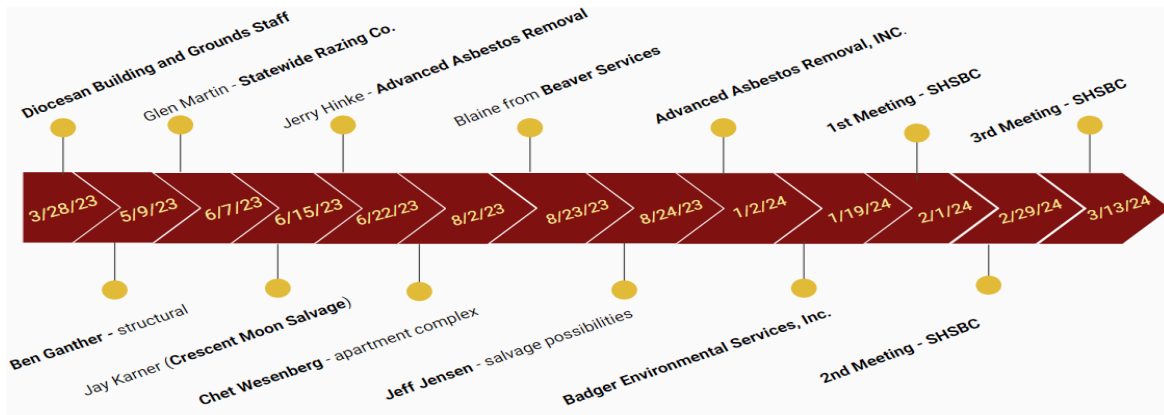 Diocesan Building and Grounds Staff
Glen Martin - Statewide Razing Co.
Jerry Hinke - Advanced Asbestos Removal
Blaine from Beaver Services
Advanced Asbestos Removal, INC.
1st Meeting - SHSBC
3rd Meeting - SHSBC
3/28/23
5/9/23
6/7/23
6/15/23
6/22/23
8/2/23
8/23/23
8/24/23
1/2/24
1/19/24
2/1/24
2/29/24
3/13/24
Ben Ganther - structural
Jay Karner (Crescent Moon Salvage)
Chet Wesenberg - apartment complex
Jeff Jensen - salvage possibilities
Badger Environmental Services, Inc.
2nd Meeting - SHSBC